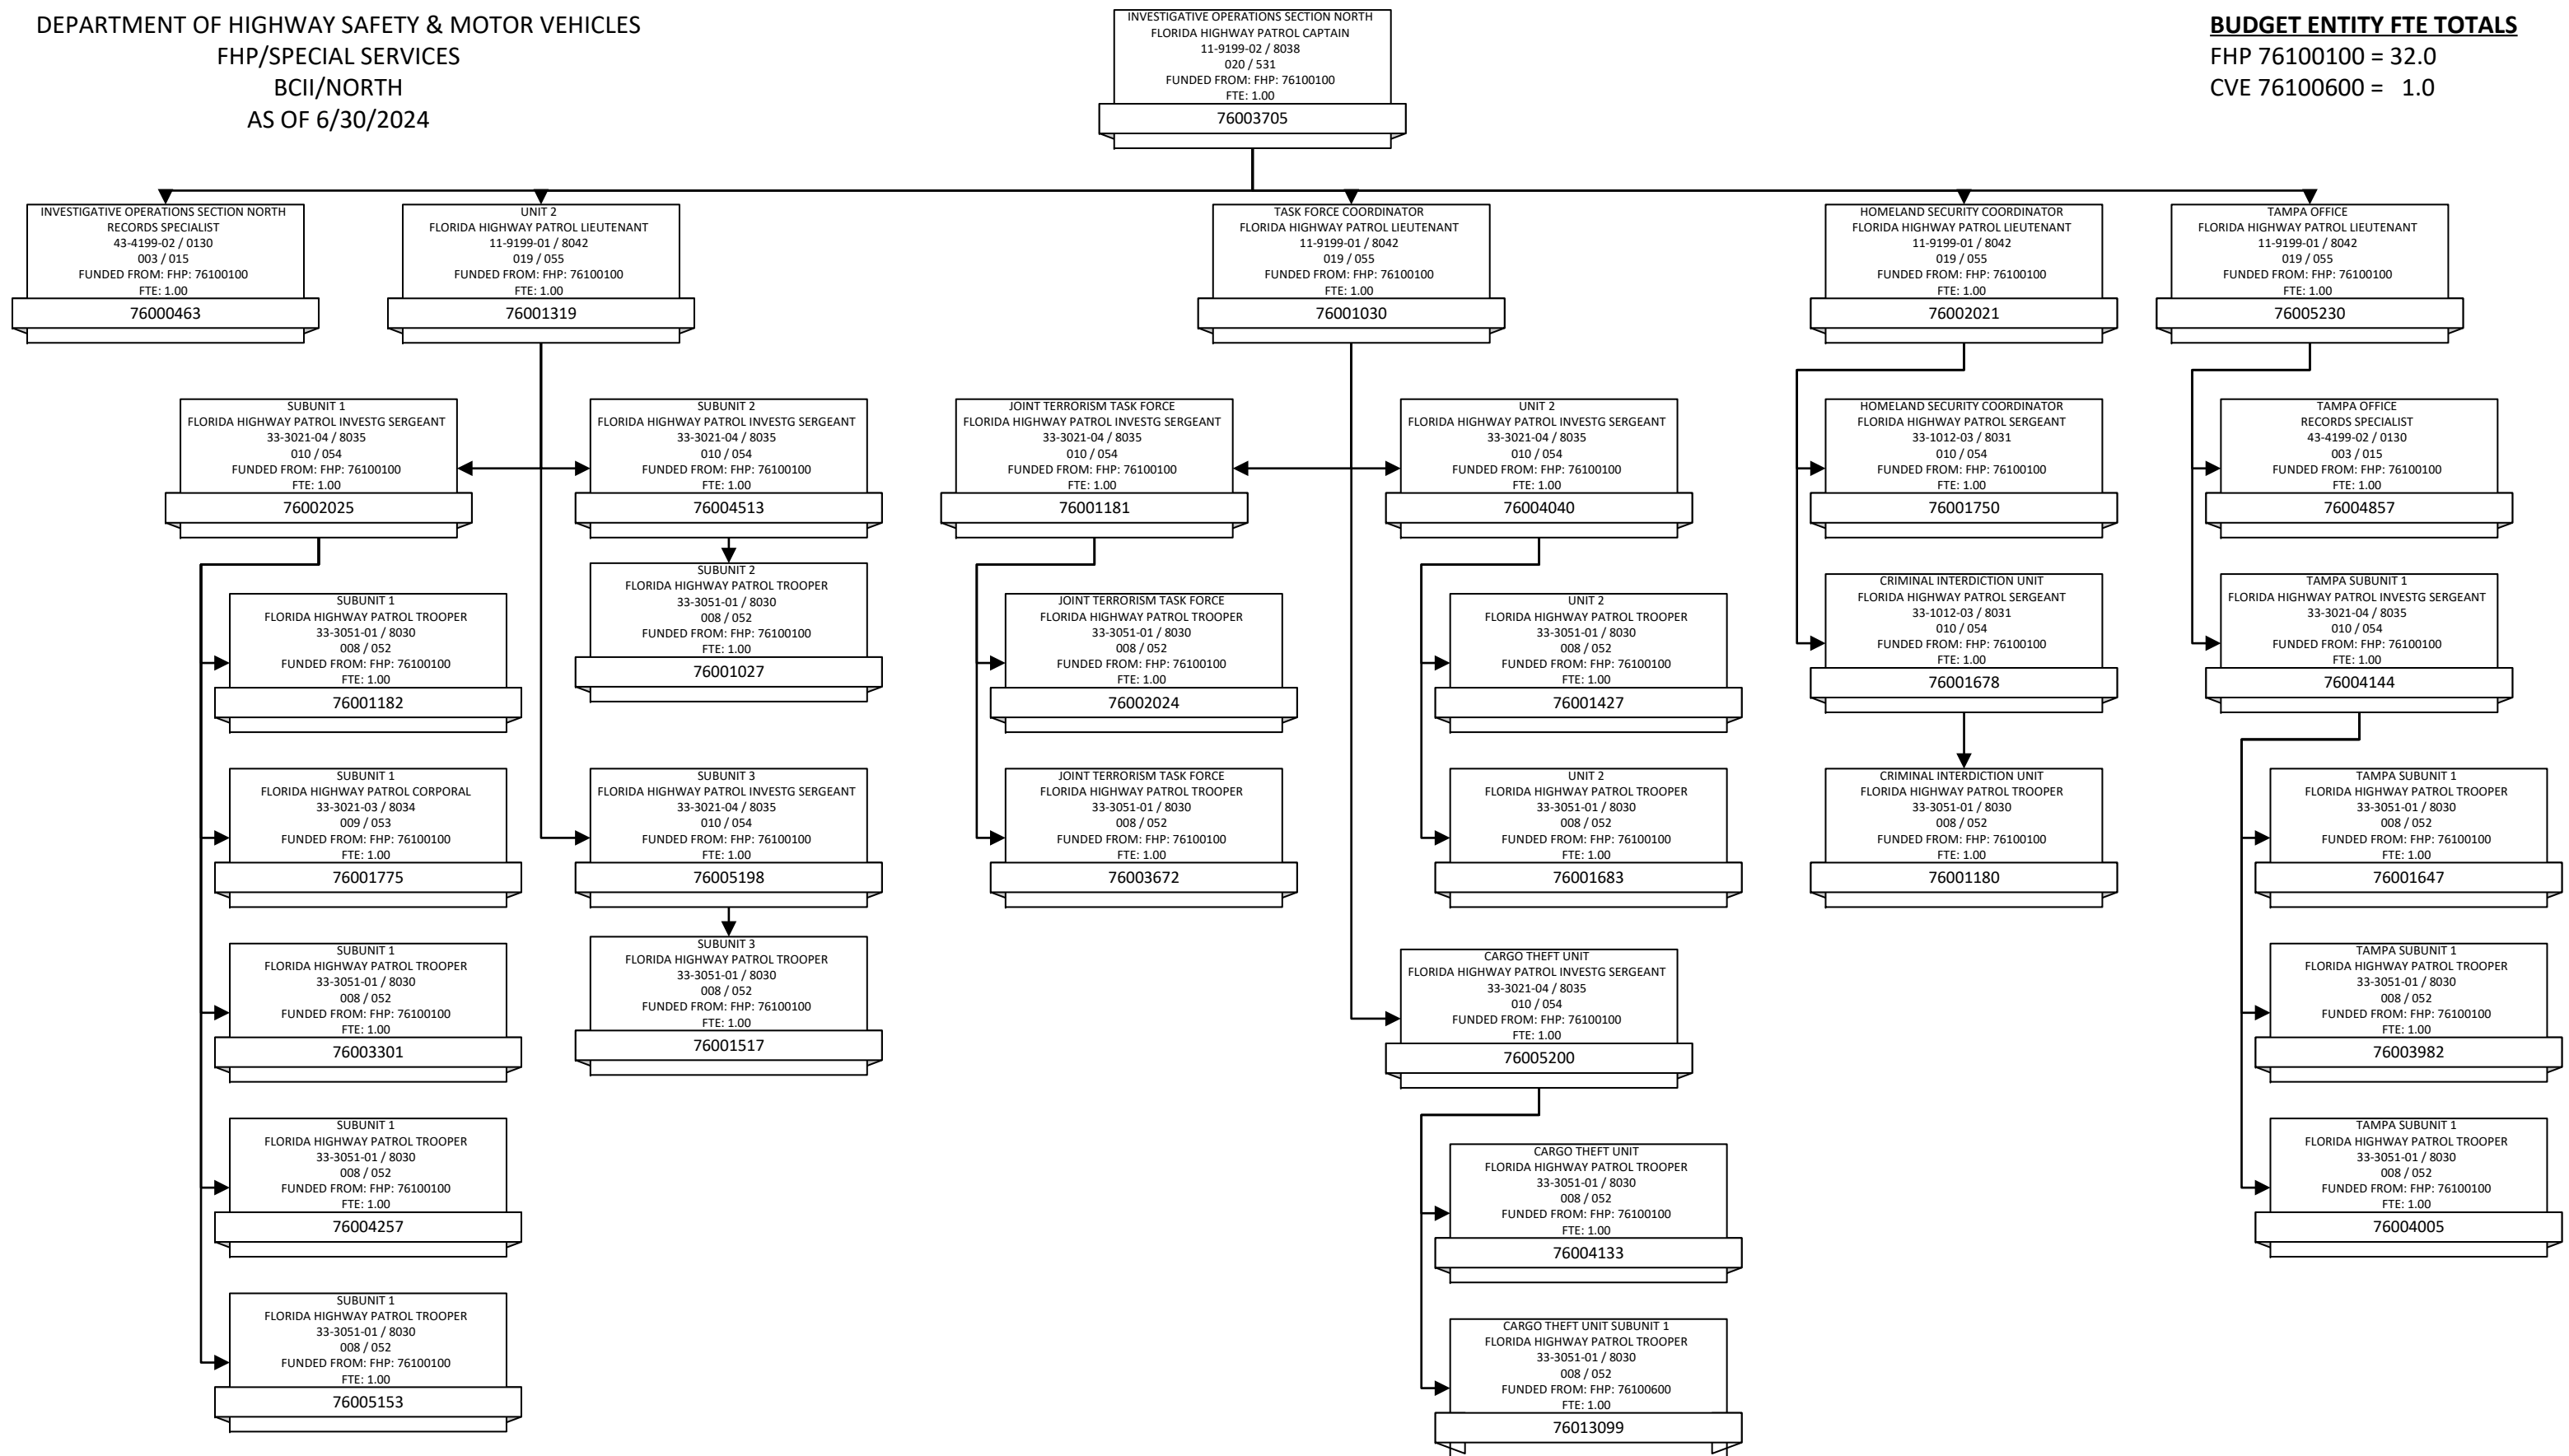 DEPARTMENT OF HIGHWAY SAFETY & MOTOR VEHICLES
FHP/SPECIAL SERVICES
BCII/NORTH
AS OF 6/30/2024
INVESTIGATIVE OPERATIONS SECTION NORTH
FLORIDA HIGHWAY PATROL CAPTAIN
11-9199-02 / 8038
020 / 531
FUNDED FROM: FHP: 76100100
FTE: 1.00
76003705
BUDGET ENTITY FTE TOTALS
FHP 76100100 = 32.0
CVE 76100600 = 1.0
INVESTIGATIVE OPERATIONS SECTION NORTH
RECORDS SPECIALIST
43-4199-02 / 0130
003 / 015
FUNDED FROM: FHP: 76100100
FTE: 1.00
76000463
UNIT 2
FLORIDA HIGHWAY PATROL LIEUTENANT
11-9199-01 / 8042
019 / 055
FUNDED FROM: FHP: 76100100
FTE: 1.00
76001319
TASK FORCE COORDINATOR
FLORIDA HIGHWAY PATROL LIEUTENANT
11-9199-01 / 8042
019 / 055
FUNDED FROM: FHP: 76100100
FTE: 1.00
76001030
HOMELAND SECURITY COORDINATOR
FLORIDA HIGHWAY PATROL LIEUTENANT
11-9199-01 / 8042
019 / 055
FUNDED FROM: FHP: 76100100
FTE: 1.00
76002021
TAMPA OFFICE
FLORIDA HIGHWAY PATROL LIEUTENANT
11-9199-01 / 8042
019 / 055
FUNDED FROM: FHP: 76100100
FTE: 1.00
76005230
SUBUNIT 1
FLORIDA HIGHWAY PATROL INVESTG SERGEANT
33-3021-04 / 8035
010 / 054
FUNDED FROM: FHP: 76100100
FTE: 1.00
76002025
SUBUNIT 2
FLORIDA HIGHWAY PATROL INVESTG SERGEANT
33-3021-04 / 8035
010 / 054
FUNDED FROM: FHP: 76100100
FTE: 1.00
76004513
JOINT TERRORISM TASK FORCE
FLORIDA HIGHWAY PATROL INVESTG SERGEANT
33-3021-04 / 8035
010 / 054
FUNDED FROM: FHP: 76100100
FTE: 1.00
76001181
UNIT 2
FLORIDA HIGHWAY PATROL INVESTG SERGEANT
33-3021-04 / 8035
010 / 054
FUNDED FROM: FHP: 76100100
FTE: 1.00
76004040
HOMELAND SECURITY COORDINATOR
FLORIDA HIGHWAY PATROL SERGEANT
33-1012-03 / 8031
010 / 054
FUNDED FROM: FHP: 76100100
FTE: 1.00
76001750
TAMPA OFFICE
RECORDS SPECIALIST
43-4199-02 / 0130
003 / 015
FUNDED FROM: FHP: 76100100
FTE: 1.00
76004857
SUBUNIT 1
FLORIDA HIGHWAY PATROL TROOPER
33-3051-01 / 8030
008 / 052
FUNDED FROM: FHP: 76100100
FTE: 1.00
76001182
SUBUNIT 2
FLORIDA HIGHWAY PATROL TROOPER
33-3051-01 / 8030
008 / 052
FUNDED FROM: FHP: 76100100
FTE: 1.00
76001027
JOINT TERRORISM TASK FORCE
FLORIDA HIGHWAY PATROL TROOPER
33-3051-01 / 8030
008 / 052
FUNDED FROM: FHP: 76100100
FTE: 1.00
76002024
UNIT 2
FLORIDA HIGHWAY PATROL TROOPER
33-3051-01 / 8030
008 / 052
FUNDED FROM: FHP: 76100100
FTE: 1.00
76001427
CRIMINAL INTERDICTION UNIT
FLORIDA HIGHWAY PATROL SERGEANT
33-1012-03 / 8031
010 / 054
FUNDED FROM: FHP: 76100100
FTE: 1.00
76001678
TAMPA SUBUNIT 1
FLORIDA HIGHWAY PATROL INVESTG SERGEANT
33-3021-04 / 8035
010 / 054
FUNDED FROM: FHP: 76100100
FTE: 1.00
76004144
SUBUNIT 1
FLORIDA HIGHWAY PATROL CORPORAL
33-3021-03 / 8034
009 / 053
FUNDED FROM: FHP: 76100100
FTE: 1.00
76001775
SUBUNIT 3
FLORIDA HIGHWAY PATROL INVESTG SERGEANT
33-3021-04 / 8035
010 / 054
FUNDED FROM: FHP: 76100100
FTE: 1.00
76005198
JOINT TERRORISM TASK FORCE
FLORIDA HIGHWAY PATROL TROOPER
33-3051-01 / 8030
008 / 052
FUNDED FROM: FHP: 76100100
FTE: 1.00
76003672
UNIT 2
FLORIDA HIGHWAY PATROL TROOPER
33-3051-01 / 8030
008 / 052
FUNDED FROM: FHP: 76100100
FTE: 1.00
76001683
CRIMINAL INTERDICTION UNIT
FLORIDA HIGHWAY PATROL TROOPER
33-3051-01 / 8030
008 / 052
FUNDED FROM: FHP: 76100100
FTE: 1.00
76001180
TAMPA SUBUNIT 1
FLORIDA HIGHWAY PATROL TROOPER
33-3051-01 / 8030
008 / 052
FUNDED FROM: FHP: 76100100
FTE: 1.00
76001647
SUBUNIT 1
FLORIDA HIGHWAY PATROL TROOPER
33-3051-01 / 8030
008 / 052
FUNDED FROM: FHP: 76100100
FTE: 1.00
76003301
SUBUNIT 3
FLORIDA HIGHWAY PATROL TROOPER
33-3051-01 / 8030
008 / 052
FUNDED FROM: FHP: 76100100
FTE: 1.00
76001517
CARGO THEFT UNIT
FLORIDA HIGHWAY PATROL INVESTG SERGEANT
33-3021-04 / 8035
010 / 054
FUNDED FROM: FHP: 76100100
FTE: 1.00
76005200
TAMPA SUBUNIT 1
FLORIDA HIGHWAY PATROL TROOPER
33-3051-01 / 8030
008 / 052
FUNDED FROM: FHP: 76100100
FTE: 1.00
76003982
SUBUNIT 1
FLORIDA HIGHWAY PATROL TROOPER
33-3051-01 / 8030
008 / 052
FUNDED FROM: FHP: 76100100
FTE: 1.00
76004257
CARGO THEFT UNIT
FLORIDA HIGHWAY PATROL TROOPER
33-3051-01 / 8030
008 / 052
FUNDED FROM: FHP: 76100100
FTE: 1.00
76004133
TAMPA SUBUNIT 1
FLORIDA HIGHWAY PATROL TROOPER
33-3051-01 / 8030
008 / 052
FUNDED FROM: FHP: 76100100
FTE: 1.00
76004005
SUBUNIT 1
FLORIDA HIGHWAY PATROL TROOPER
33-3051-01 / 8030
008 / 052
FUNDED FROM: FHP: 76100100
FTE: 1.00
76005153
CARGO THEFT UNIT SUBUNIT 1
FLORIDA HIGHWAY PATROL TROOPER
33-3051-01 / 8030
008 / 052
FUNDED FROM: FHP: 76100600
FTE: 1.00
76013099